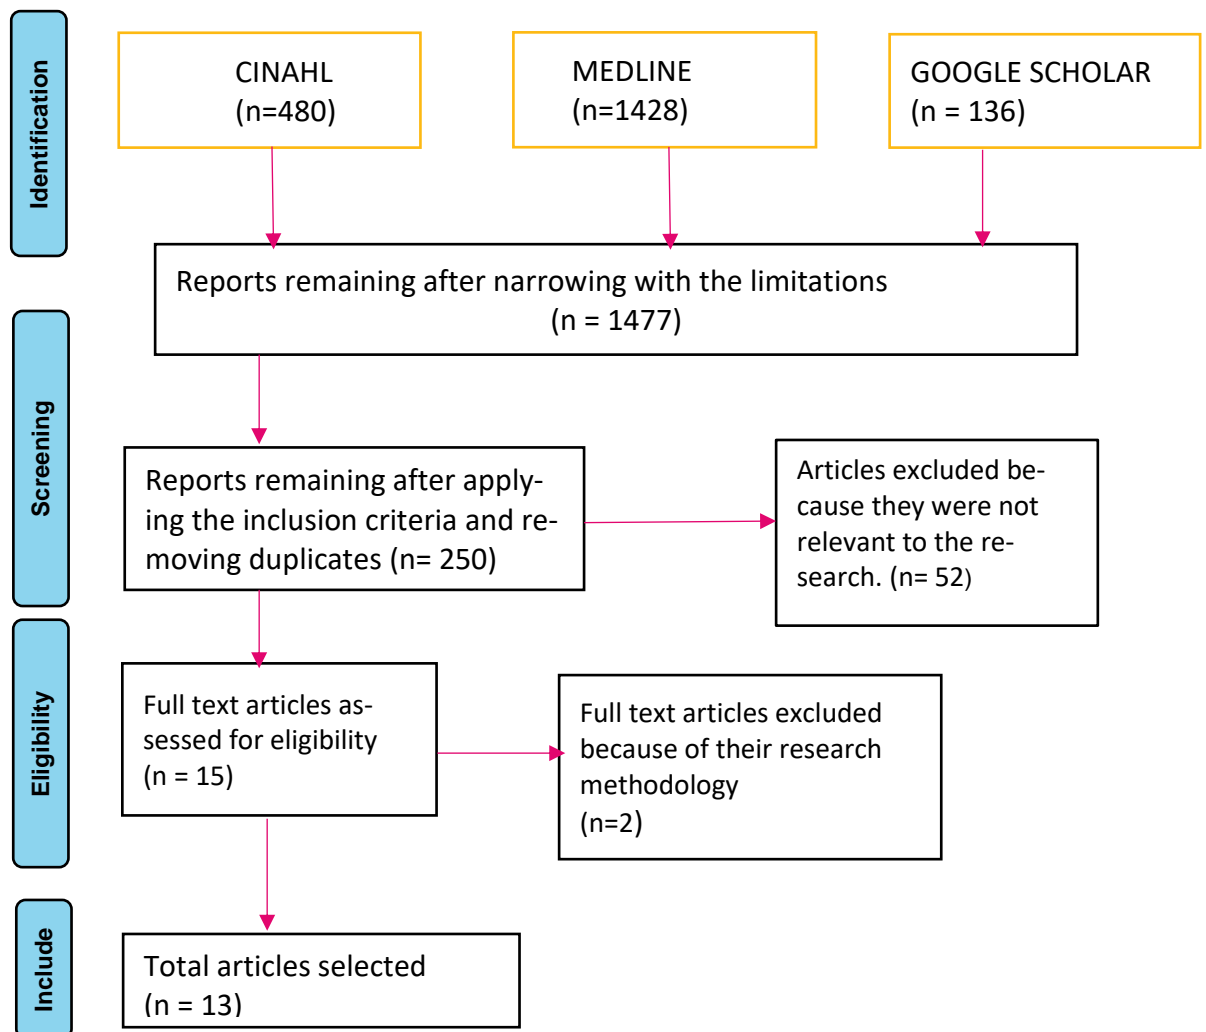 Identification
CINAHL
(n=480)
MEDLINE
(n=1428)
GOOGLE SCHOLAR
(n = 136)
Reports remaining after narrowing with the limitations
(n = 1477)
Screening
Reports remaining after apply-
ing the inclusion criteria and re-
moving duplicates (n= 250)
Articles excluded be-
cause they were not
relevant to the re-
search. (n= 52)
Eligibility
Full text articles as-
sessed for eligibility
(n = 15)
Full text articles excluded
because of their research
methodology
(n=2)
Include
Total articles selected
(n = 13)